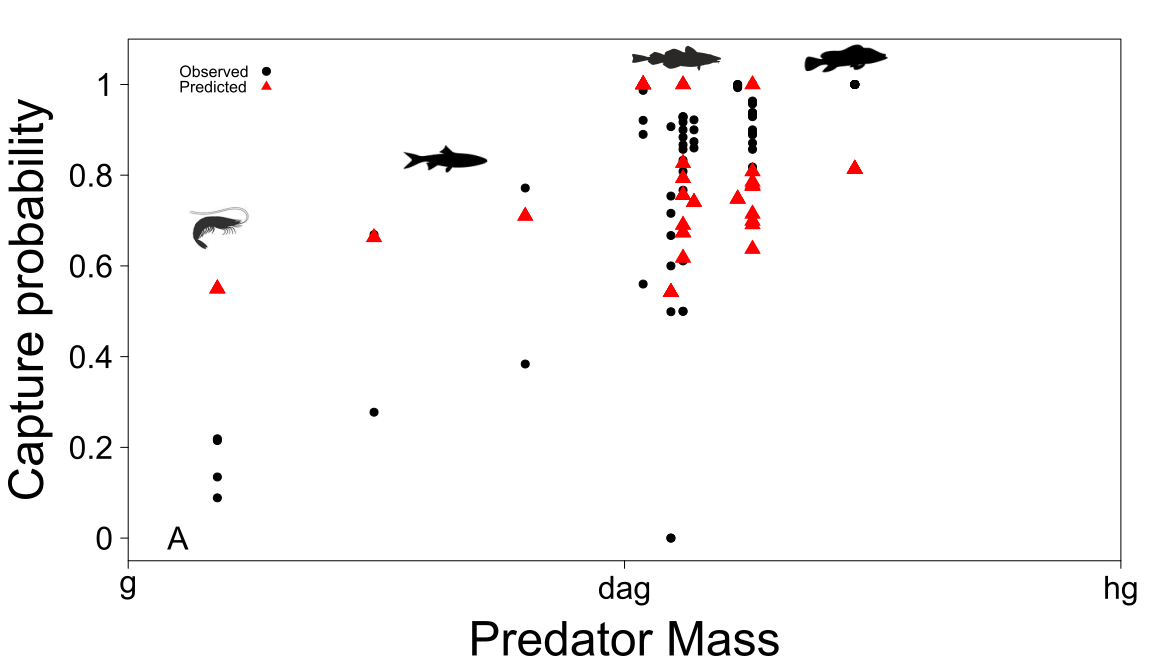 Observed
Predicted
Capture probability
1
0.8
0.6
0.4
0.2
0
A
g
dag
hg
Predator Mass